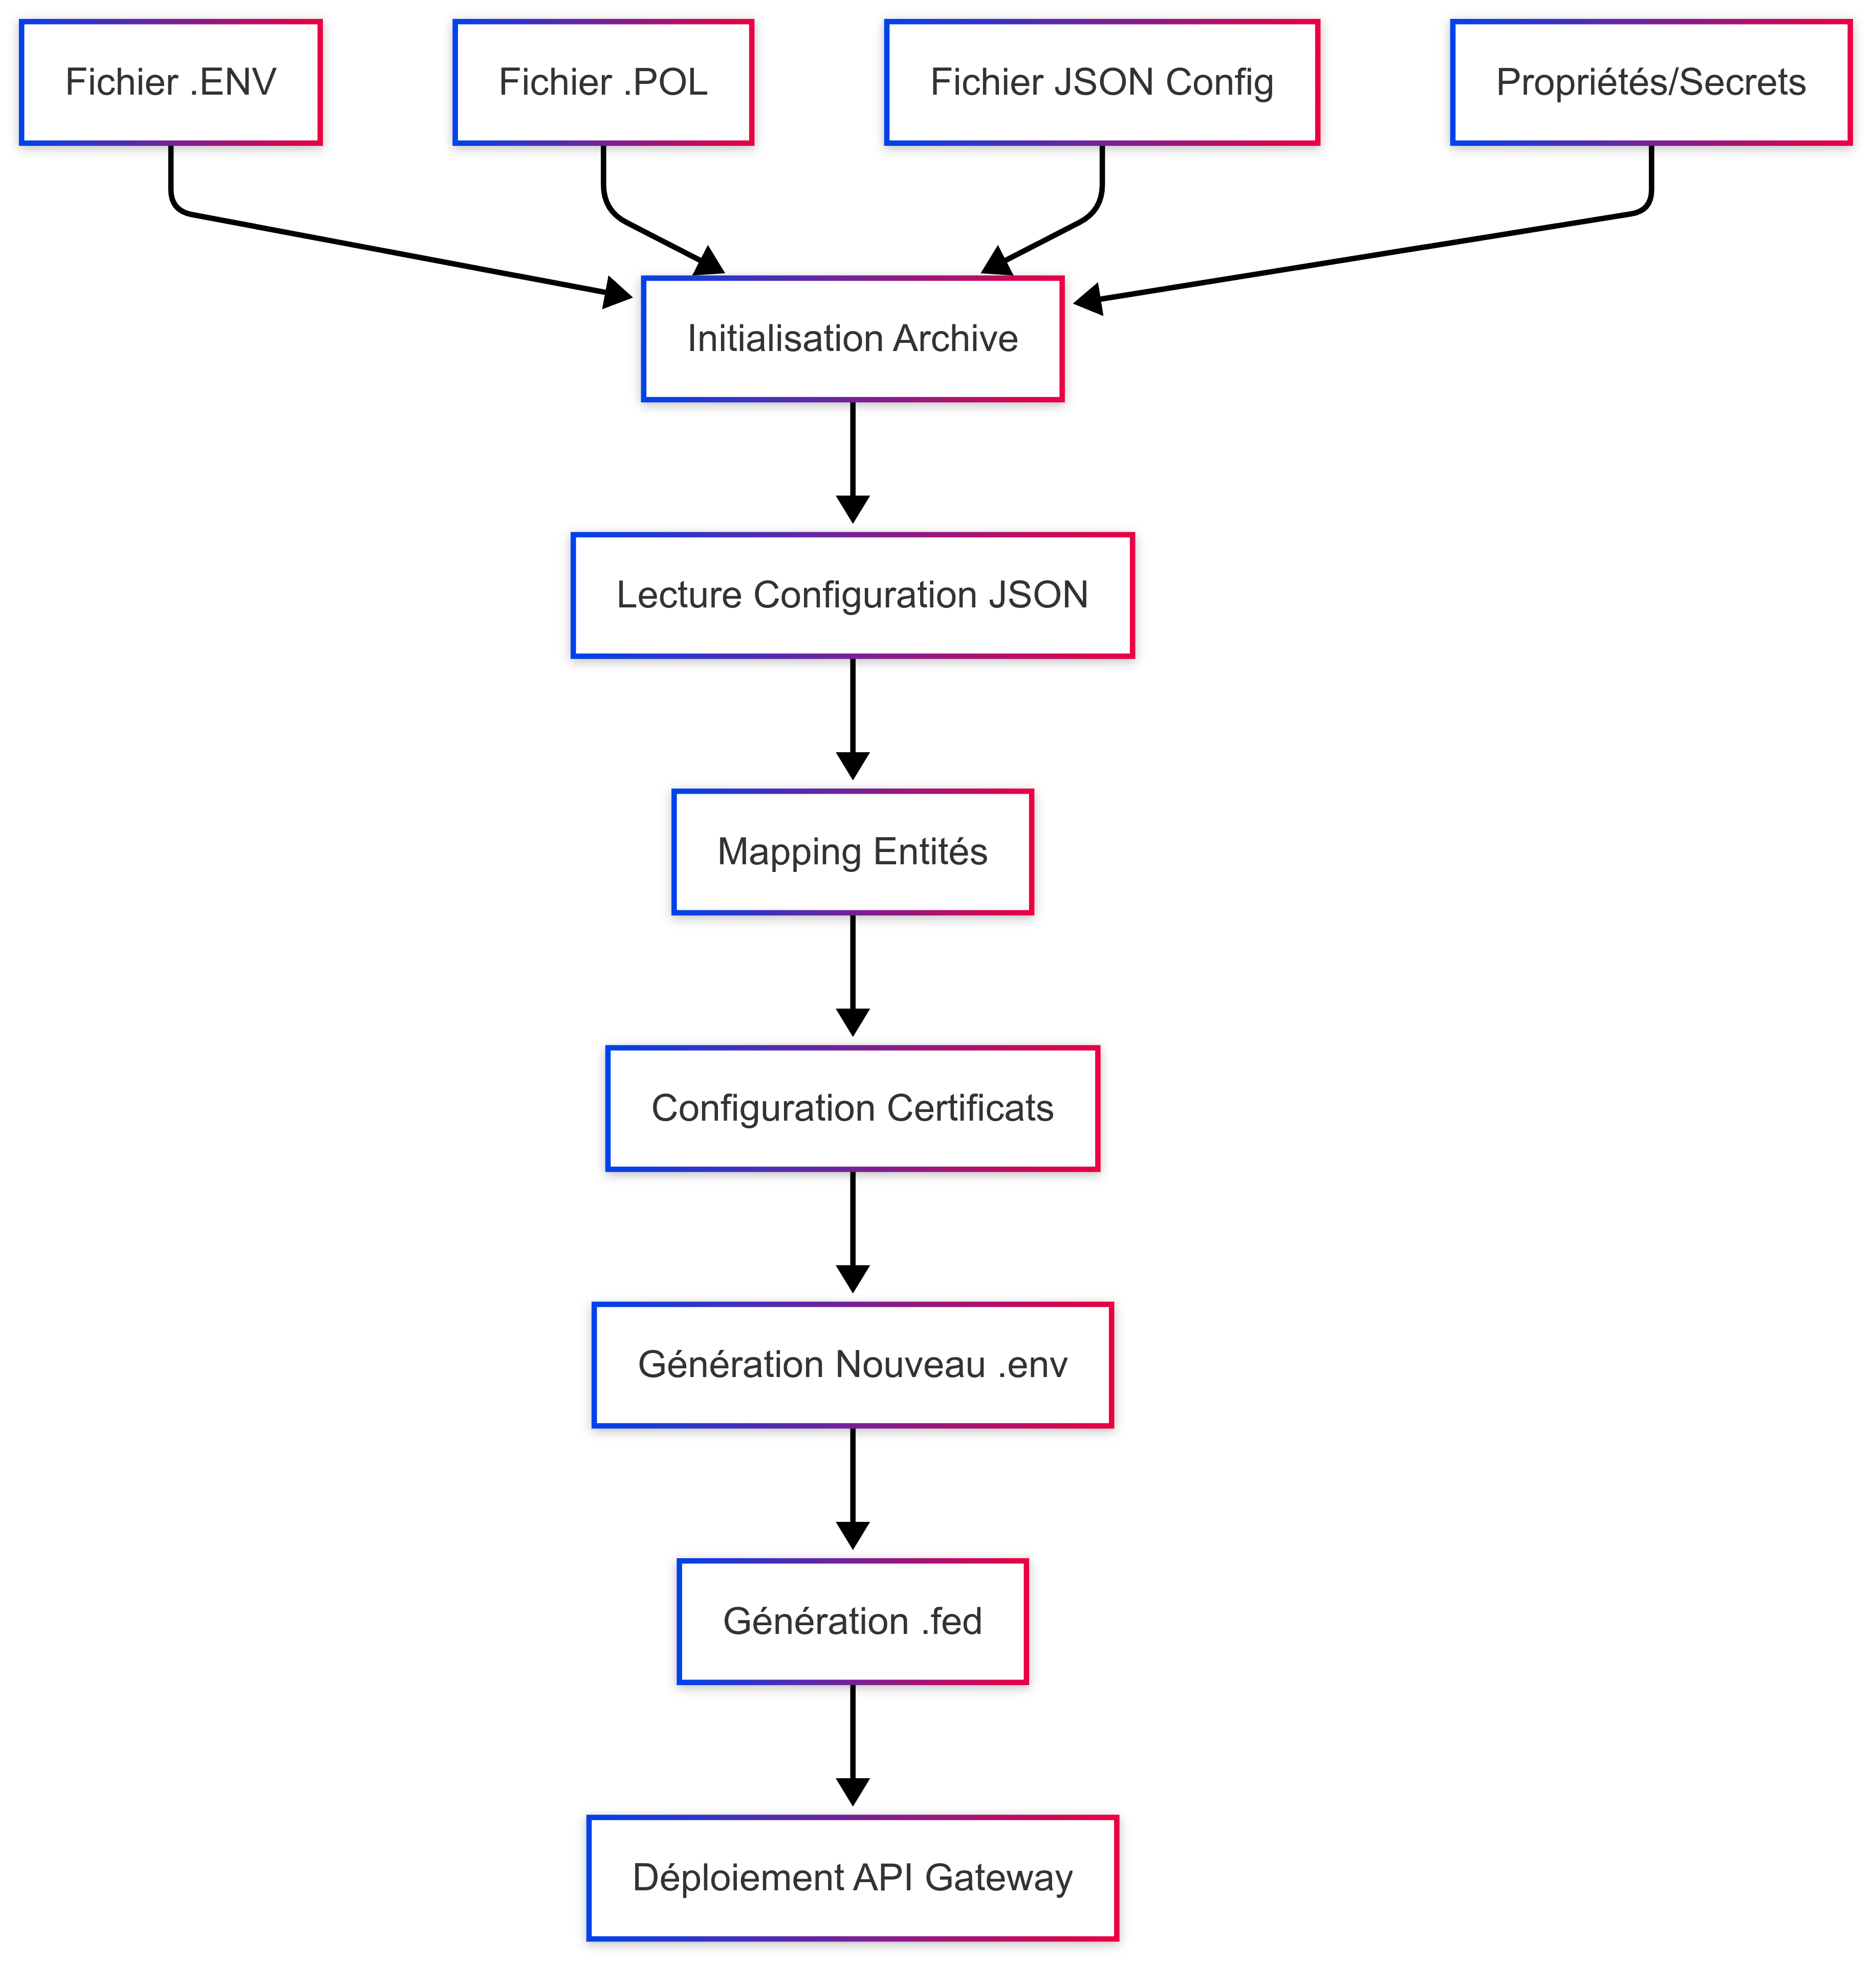 Fichier .ENV
Fichier .POL
Fichier JSON Config
Propriétés/Secrets
Initialisation Archive
Lecture Configuration JSON
Mapping Entités
Configuration Certificats
Génération Nouveau .env
Génération .fed
Déploiement API Gateway